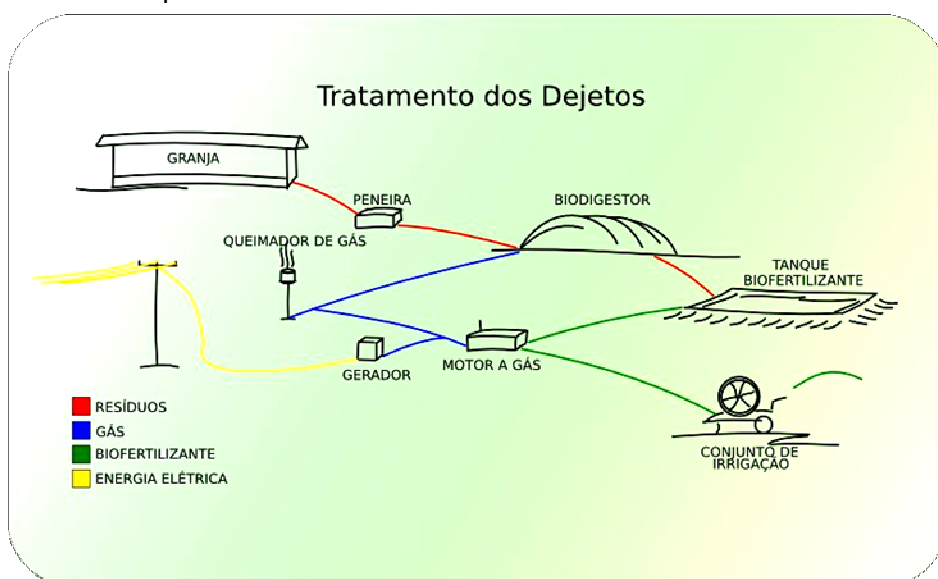 Tratamento dos Dejetos
GRANJA
PENEIRA
BIODIGESTOR
QUEIMADOR DE GÁS
TANQUE
BIOFERTILIZANTE
GERADOR
MOTOR A GÁS
RESÍDUOS
GÁS
BIOFERTILIZANTE
ENERGIA ELÉTRICA
CONJUNTO DE
IRRIGAÇÃO